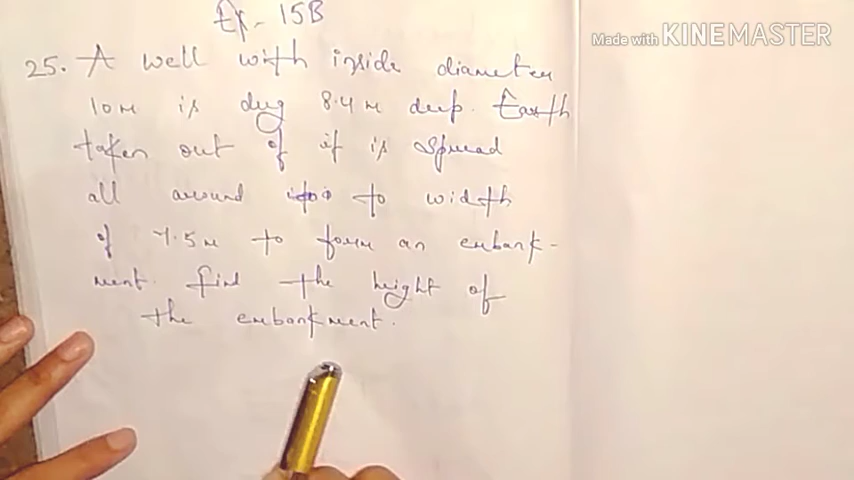 Ex- 15B
Made with KINEMASTER
25. A well with inside diameter
10m is dug 8.4m deep. Earth
taken out of it is spread
all around to width
of 7.5m to form an embank-
ment. find the height of
the embankment.